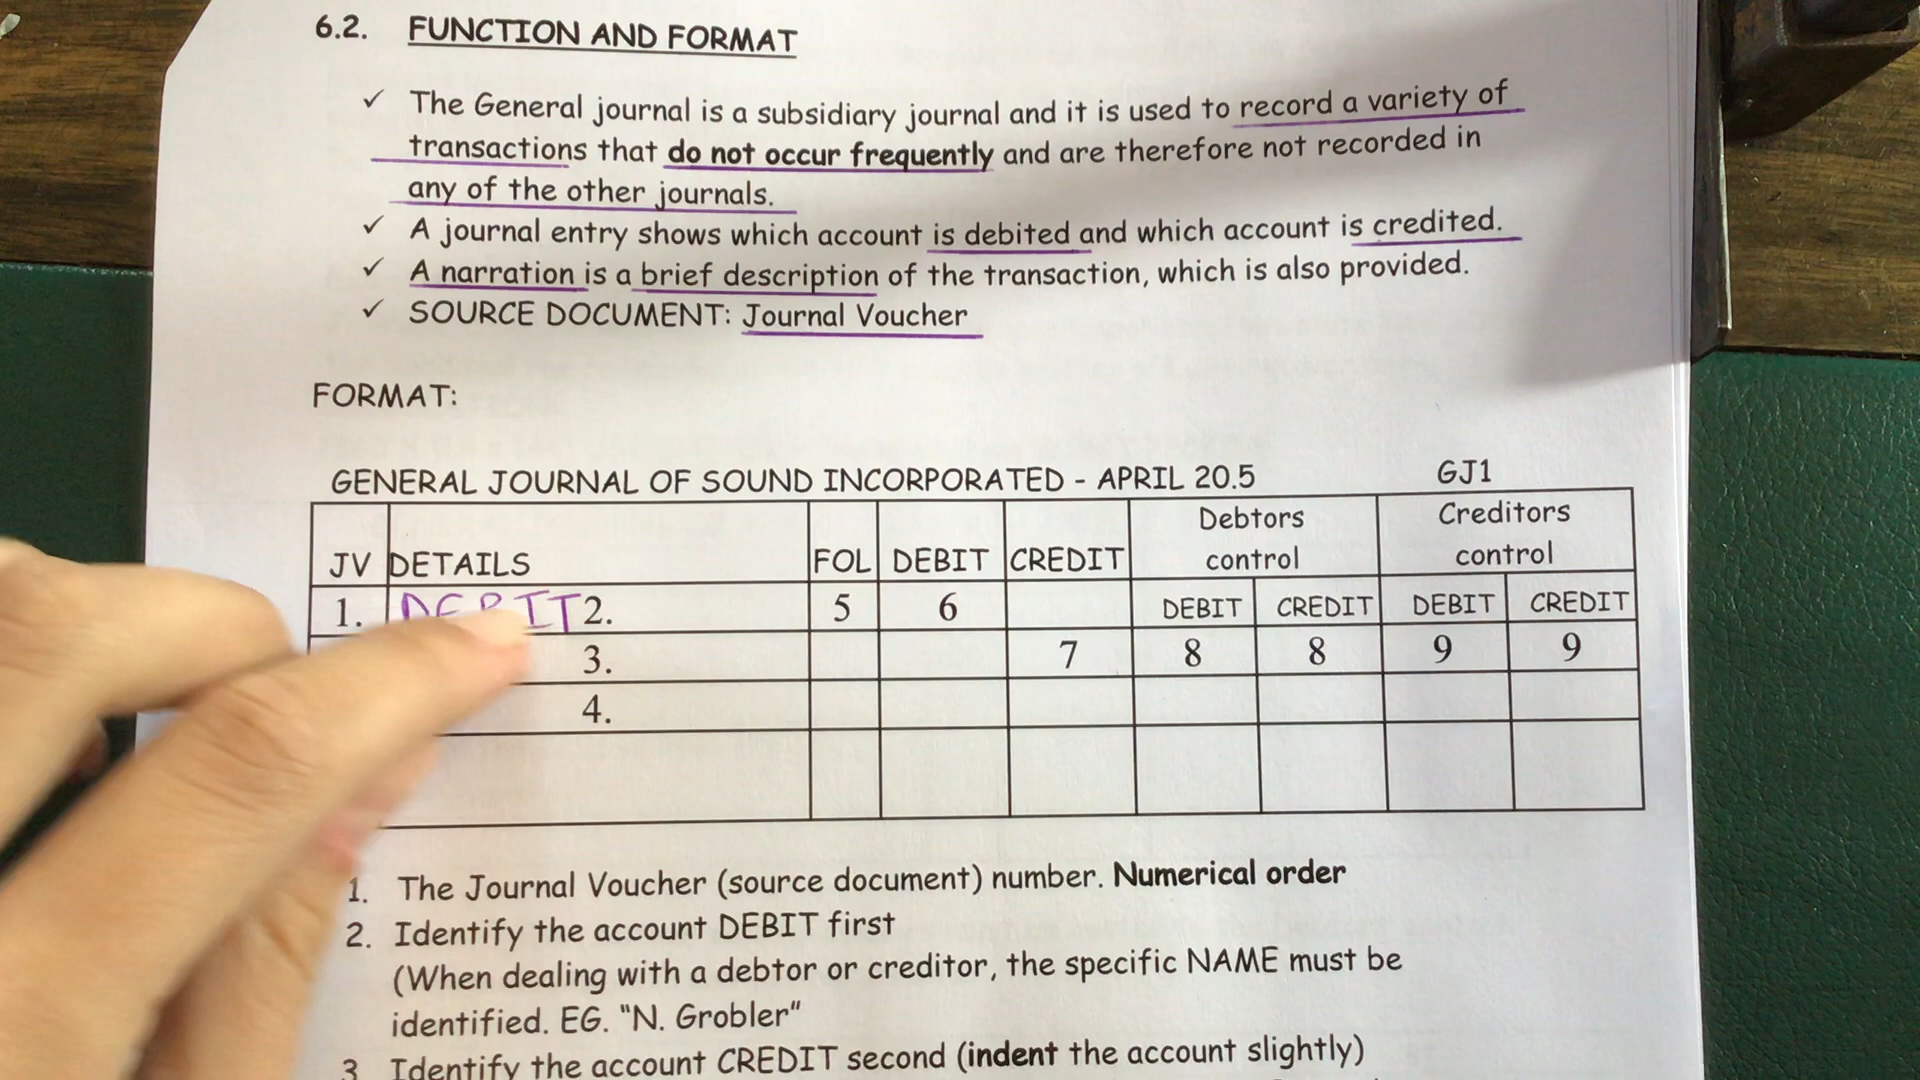 6.2. FUNCTION AND FORMAT
✓ The General journal is a subsidiary journal and it is used to record a variety of
transactions that do not occur frequently and are therefore not recorded in
any of the other journals.
✓ A journal entry shows which account is debited and which account is credited.
✓ A narration is a brief description of the transaction, which is also provided.
✓ SOURCE DOCUMENT: Journal Voucher
FORMAT:
GENERAL JOURNAL OF SOUND INCORPORATED - APRIL 20.5 GJ1
Debtors Creditors
JV DETAILS FOL DEBIT CREDIT control control
1. DEBIT 2. 5 6 DEBIT CREDIT DEBIT CREDIT
3. 7 8 8 9 9
4.
1. The Journal Voucher (source document) number. Numerical order
2. Identify the account DEBIT first
(When dealing with a debtor or creditor, the specific NAME must be
identified. EG. "N. Grobler"
3 Identify the account CREDIT second (indent the account slightly)